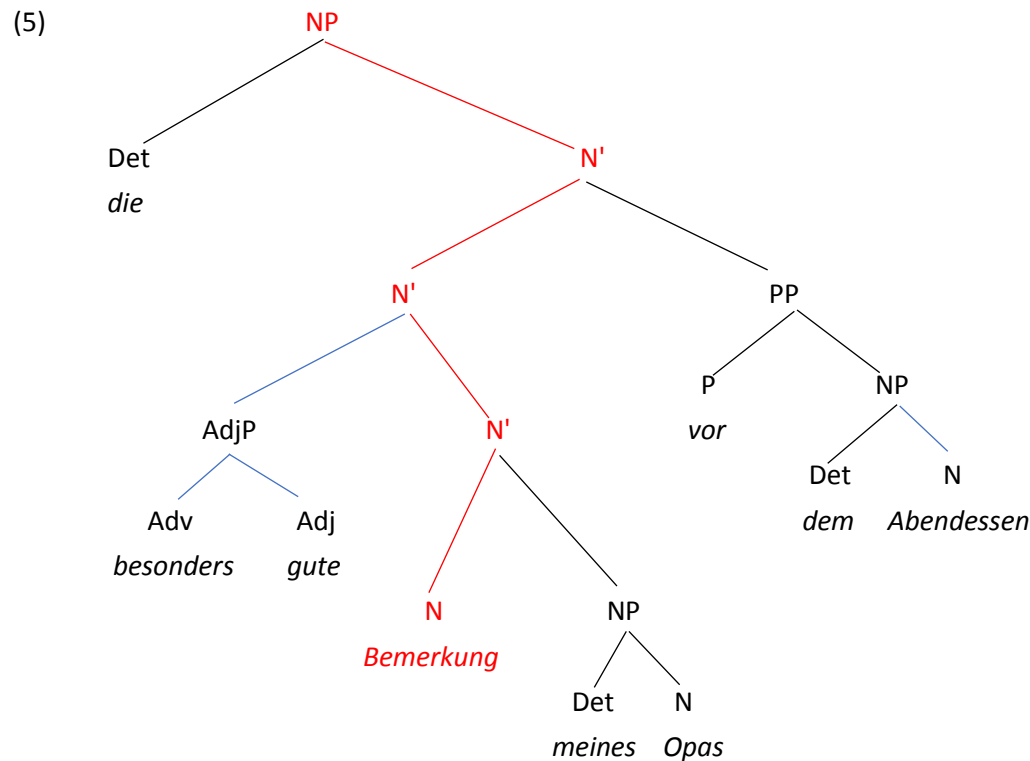 (5) NP
Det N'
die
N' PP
P NP
AdjP N' vor
Det N
Adv Adj dem Abendessen
besonders gute
N NP
Bemerkung
Det N
meines Opas